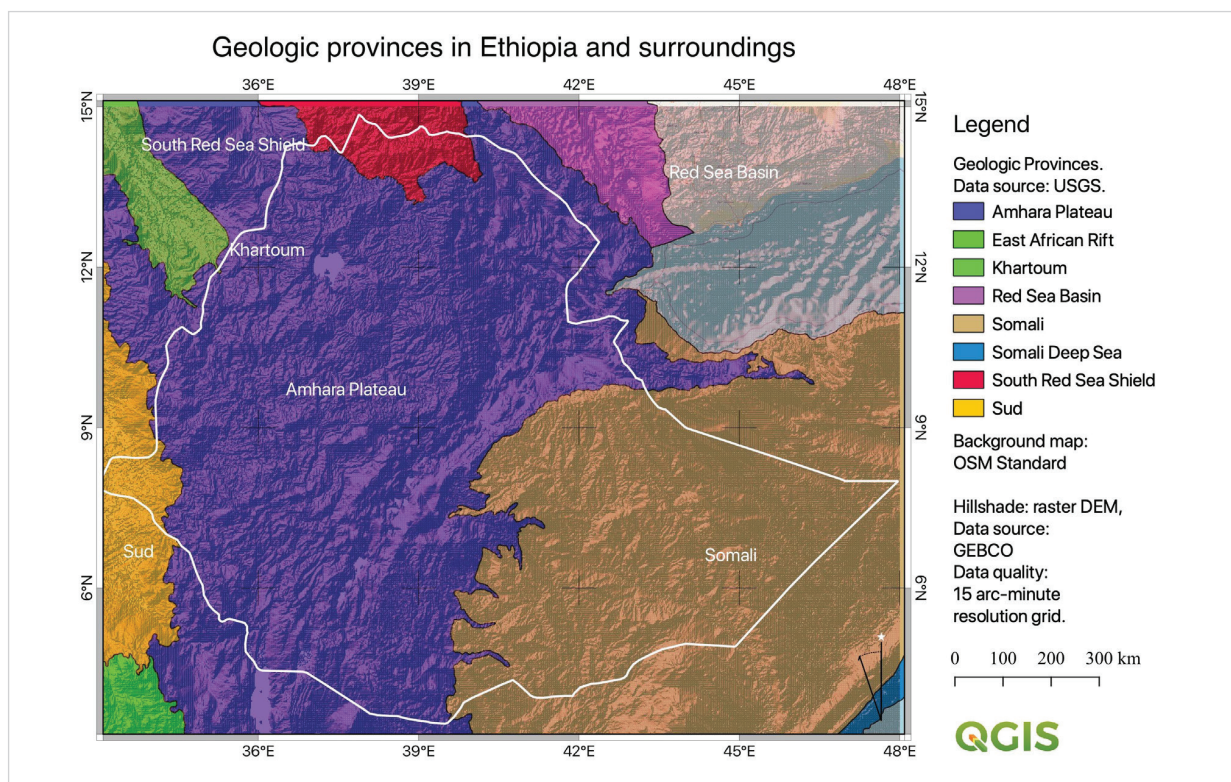 Geologic provinces in Ethiopia and surroundings
36°E 39°E 42°E 45°E 48°E
15°N 15°N
South Red Sea Shield
Red Sea Basin
Khartoum
12°N 12°N
Amhara Plateau
9°N 9°N
Sud
Somali
6°N 6°N
36°E 39°E 42°E 45°E 48°E
Legend
Geologic Provinces.
Data source: USGS.
Amhara Plateau
East African Rift
Khartoum
Red Sea Basin
Somali
Somali Deep Sea
South Red Sea Shield
Sud
Background map:
OSM Standard
Hillshade: raster DEM,
Data source:
GEBCO
Data quality:
15 arc-minute
resolution grid.
0 100 200 300 km
QGIS